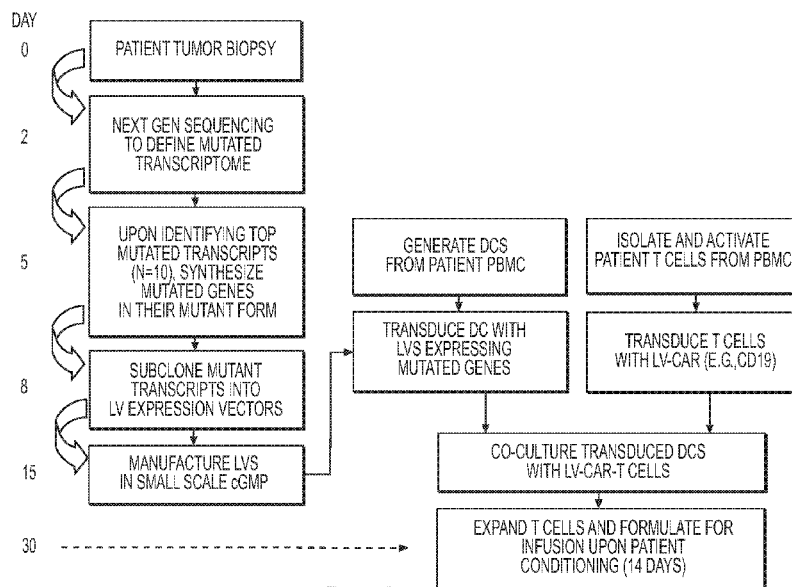 DAY
0
PATIENT TUMOR BIOPSY
2
NEXT GEN SEQUENCING
TO DEFINE MUTATED
TRANSCRIPTOME
5
UPON IDENTIFYING TOP
MUTATED TRANSCRIPTS
(N=10), SYNTHESIZE
MUTATED GENES
IN THEIR MUTANT FORM
8
SUBCLONE MUTANT
TRANSCRIPTS INTO
LV EXPRESSION VECTORS
15
MANUFACTURE LVS
IN SMALL SCALE cGMP
GENERATE DCS
FROM PATIENT PBMC
TRANSDUCE DC WITH
LVS EXPRESSING
MUTATED GENES
ISOLATE AND ACTIVATE
PATIENT T CELLS FROM PBMC
TRANSDUCE T CELLS
WITH LV-CAR (E.G.,CD19)
CO-CULTURE TRANSDUCED DCS
WITH LV-CAR-T CELLS
30
EXPAND T CELLS AND FORMULATE FOR
INFUSION UPON PATIENT
CONDITIONING (14 DAYS)